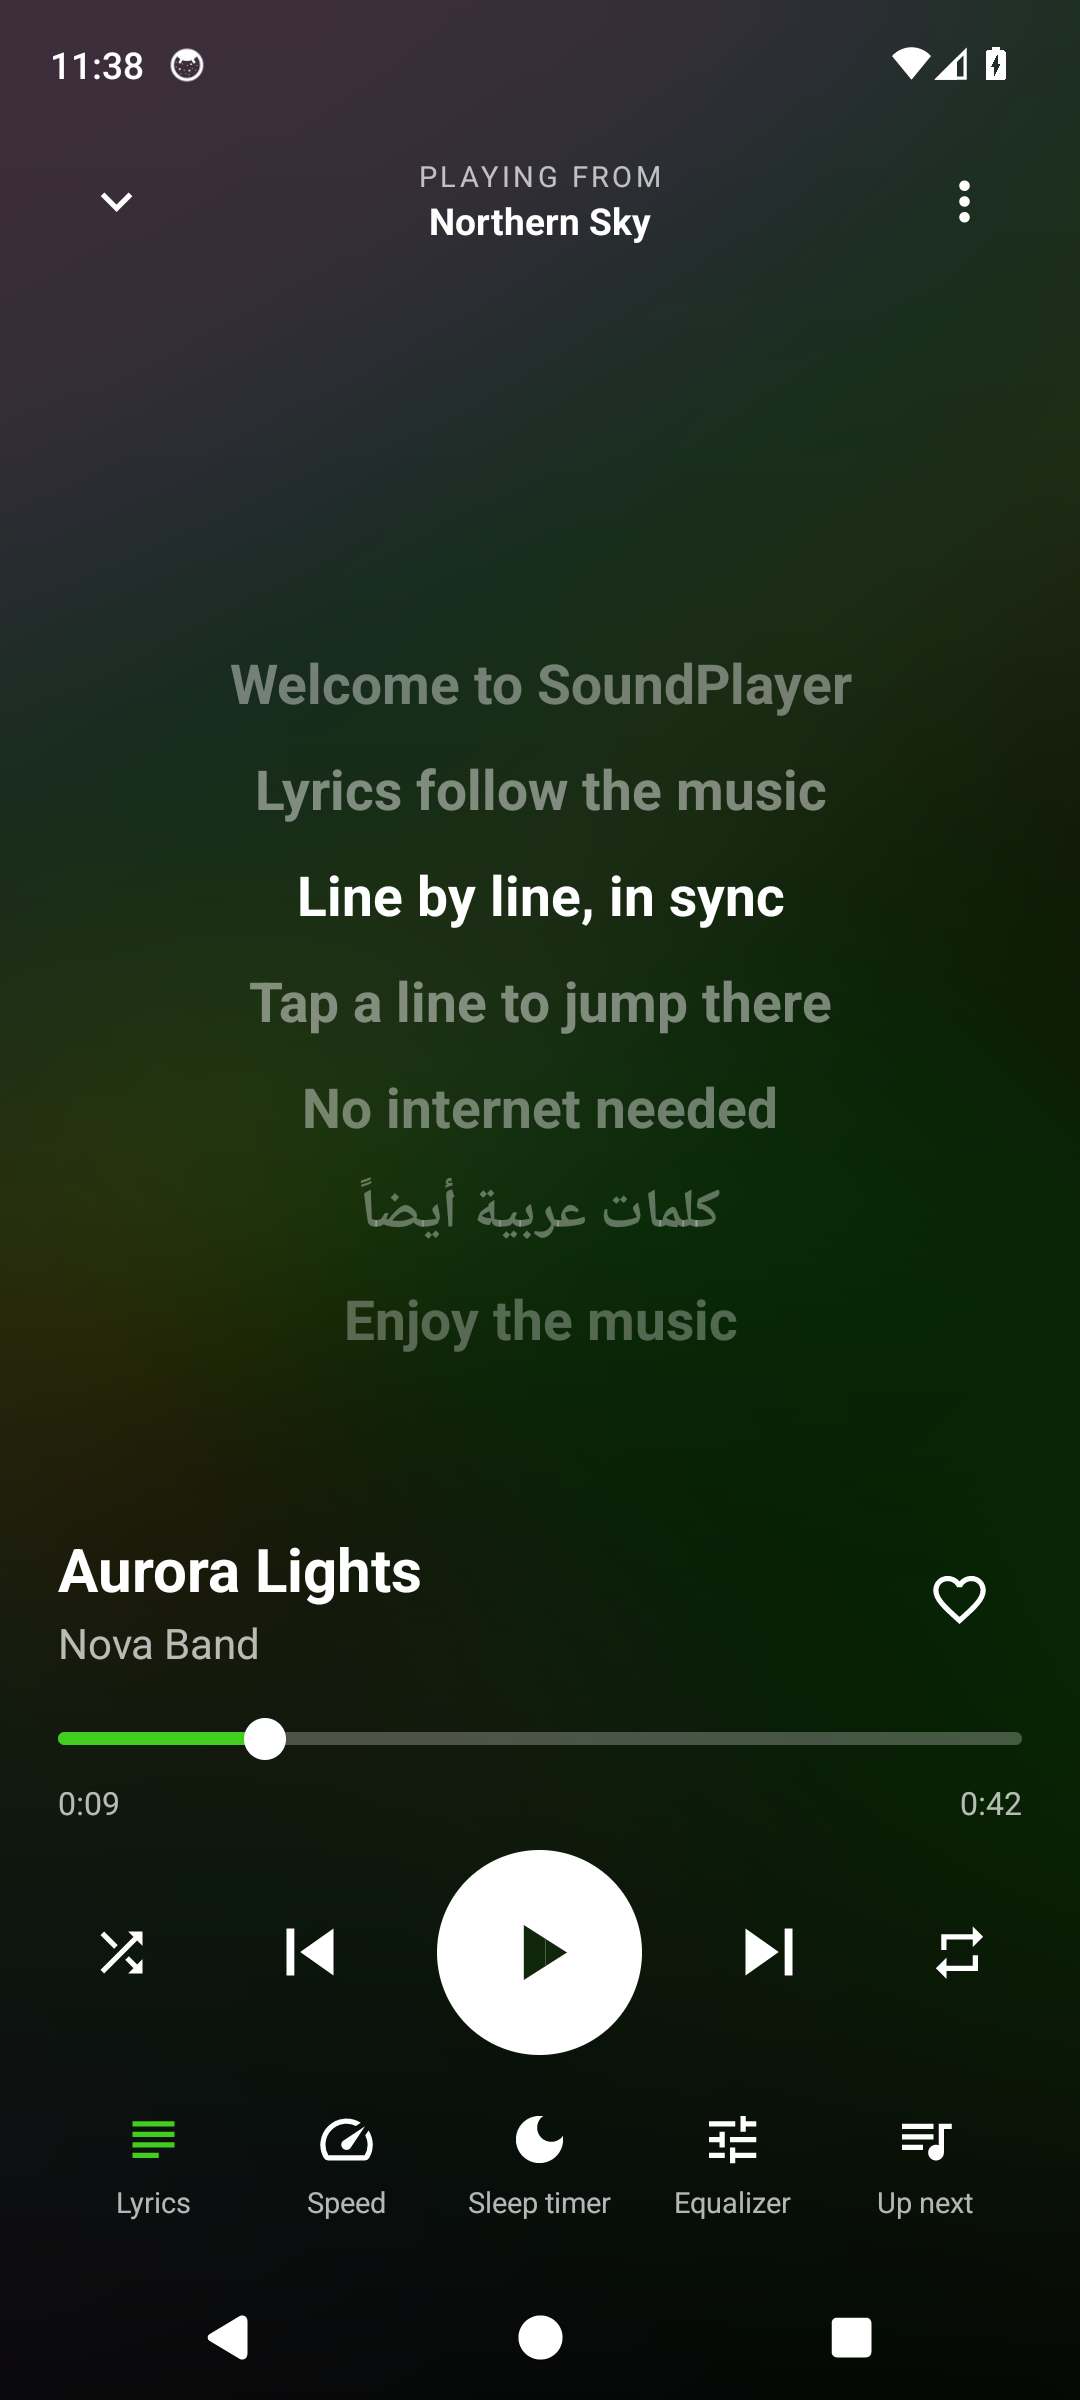 11:38
PLAYING FROM
Northern Sky
Welcome to SoundPlayer
Lyrics follow the music
Line by line, in sync
Tap a line to jump there
No internet needed
كلمات عربية أيضاً
Enjoy the music
Aurora Lights
Nova Band
0:09
0:42
Lyrics
Speed
Sleep timer
Equalizer
Up next